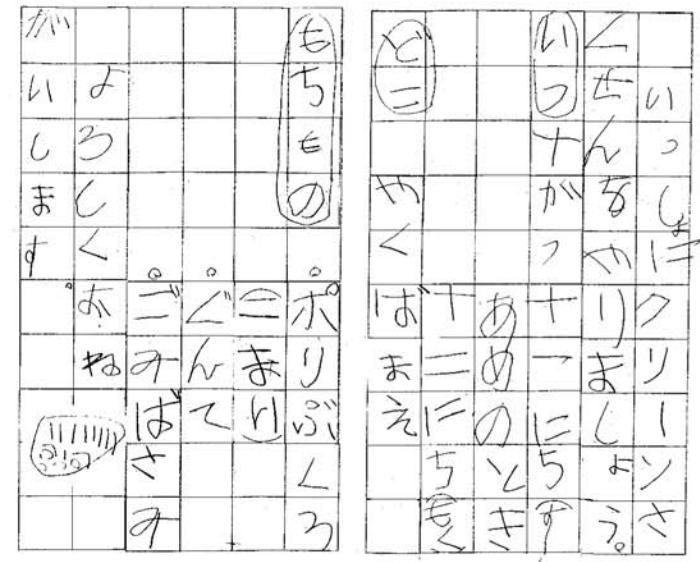 いっしょにクリーンさ
くせんをやりましょう。
いつ 十がつ十一にち(す)
あめのとき
十二にち(もく)
どこ やくばまえ
もちもの 。ポリぶくろ
(二まい)
。ぐんて
。ごみばさみ
よろしくおね
がいします。